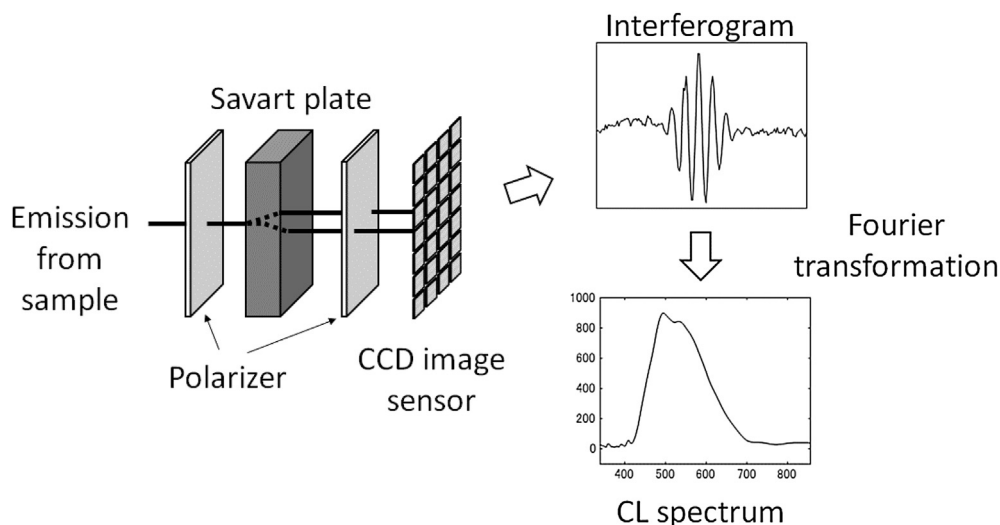 Interferogram
Savart plate
Emission
from
sample
Polarizer
CCD image
sensor
Fourier
transformation
1000
800
600
400
200
0
400 500 600 700 800
CL spectrum